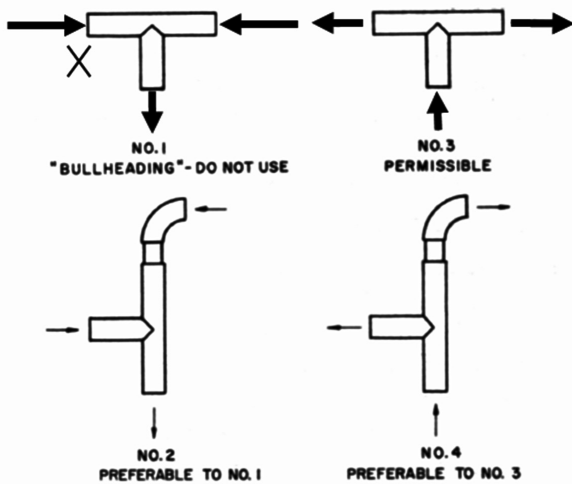 NO. 1
"BULLHEADING" - DO NOT USE
NO. 3
PERMISSIBLE
NO. 2
PREFERABLE TO NO. 1
NO. 4
PREFERABLE TO NO. 3